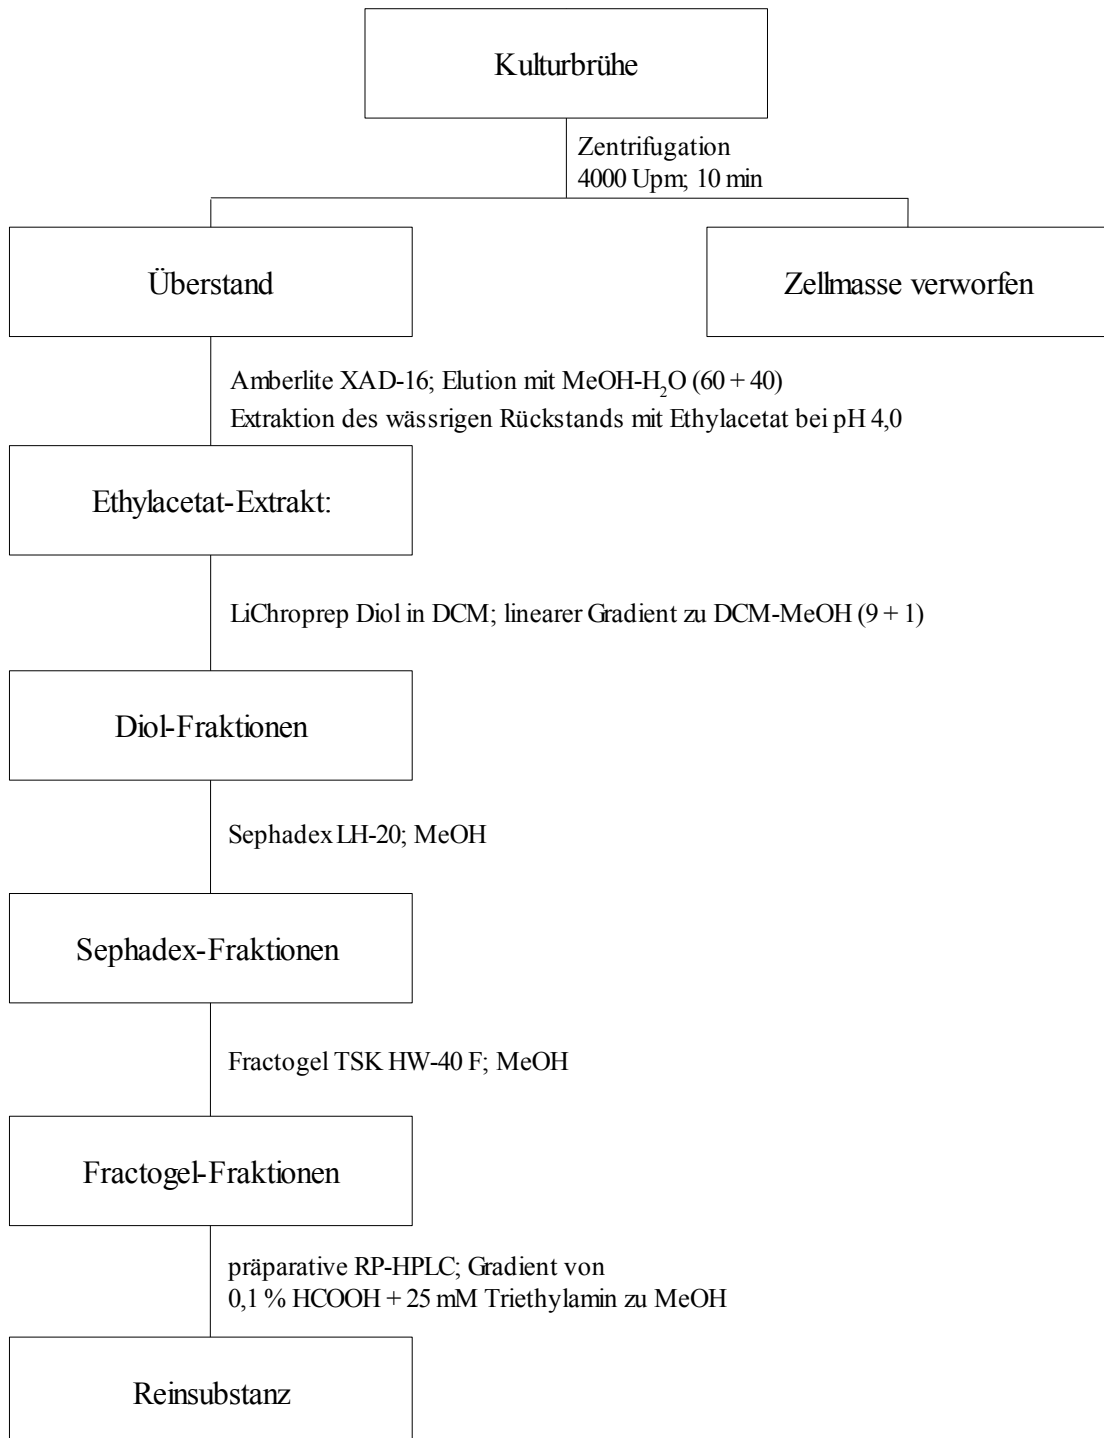 Kulturbrühe
Zentrifugation
4000 Upm; 10 min
Überstand
Zellmasse verworfen
Amberlite XAD-16; Elution mit MeOH-H₂O (60 + 40)
Extraktion des wässrigen Rückstands mit Ethylacetat bei pH 4,0
Ethylacetat-Extrakt:
LiChroprep Diol in DCM; linearer Gradient zu DCM-MeOH (9 + 1)
Diol-Fraktionen
Sephadex LH-20; MeOH
Sephadex-Fraktionen
Fractogel TSK HW-40 F; MeOH
Fractogel-Fraktionen
präparative RP-HPLC; Gradient von
0,1 % HCOOH + 25 mM Triethylamin zu MeOH
Reinsubstanz